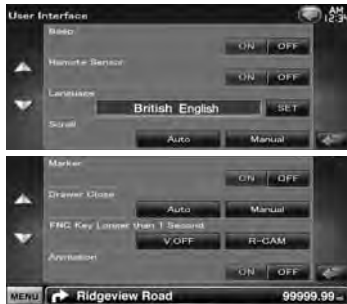 User Interface
AM
12:34
Beep
ON OFF
Remote Sensor
ON OFF
Language
British English SET
Scroll
Auto Manual
Marker
ON OFF
Drawer Close
Auto Manual
FNC Key Longer than 1 Second
V.OFF R-CAM
Animation
ON OFF
MENU Ridgeview Road 99999.99